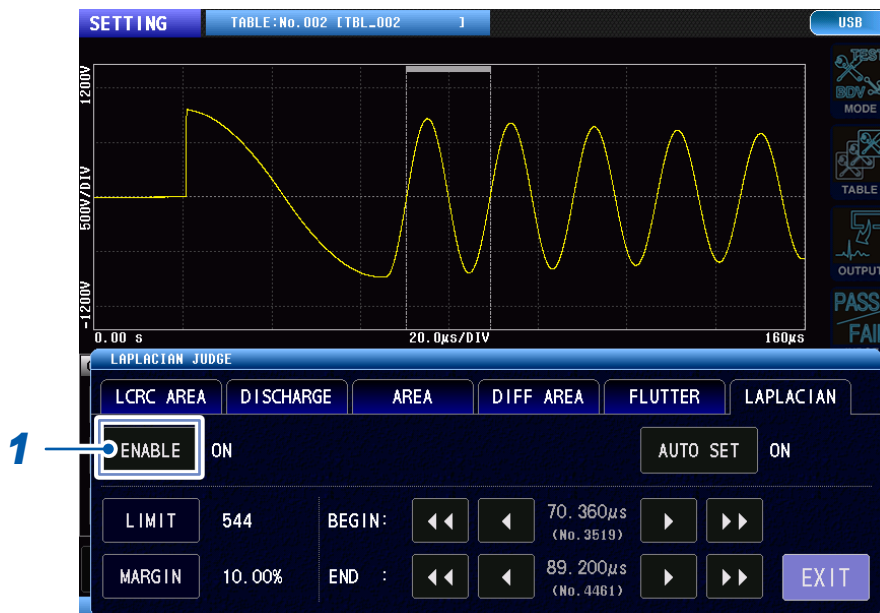 SETTING TABLE:No.002 [TBL_002 ] USB
1200V
500V/DIV
-1200V
0.00 s 20.0μs/DIV 160μs
TEST
BDV
MODE
TABLE
OUTPUT
PASS
FAIL
LAPLACIAN JUDGE
LCRC AREA DISCHARGE AREA DIFF AREA FLUTTER LAPLACIAN
1 ENABLE ON AUTO SET ON
LIMIT 544 BEGIN: 70.360μs
(No.3519)
MARGIN 10.00% END : 89.200μs
(No.4461)
EXIT